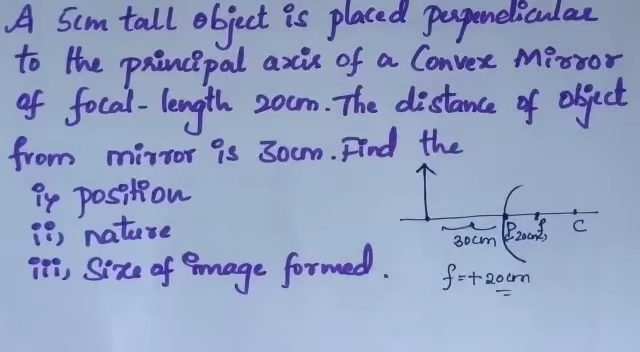 A 5cm tall object is placed perpendicular
to the principal axis of a Convex Mirror
of focal-length 20cm. The distance of object
from mirror is 30cm. Find the
i, position
ii, nature
iii, Size of image formed.
30cm P 20cm f C
f=+20cm